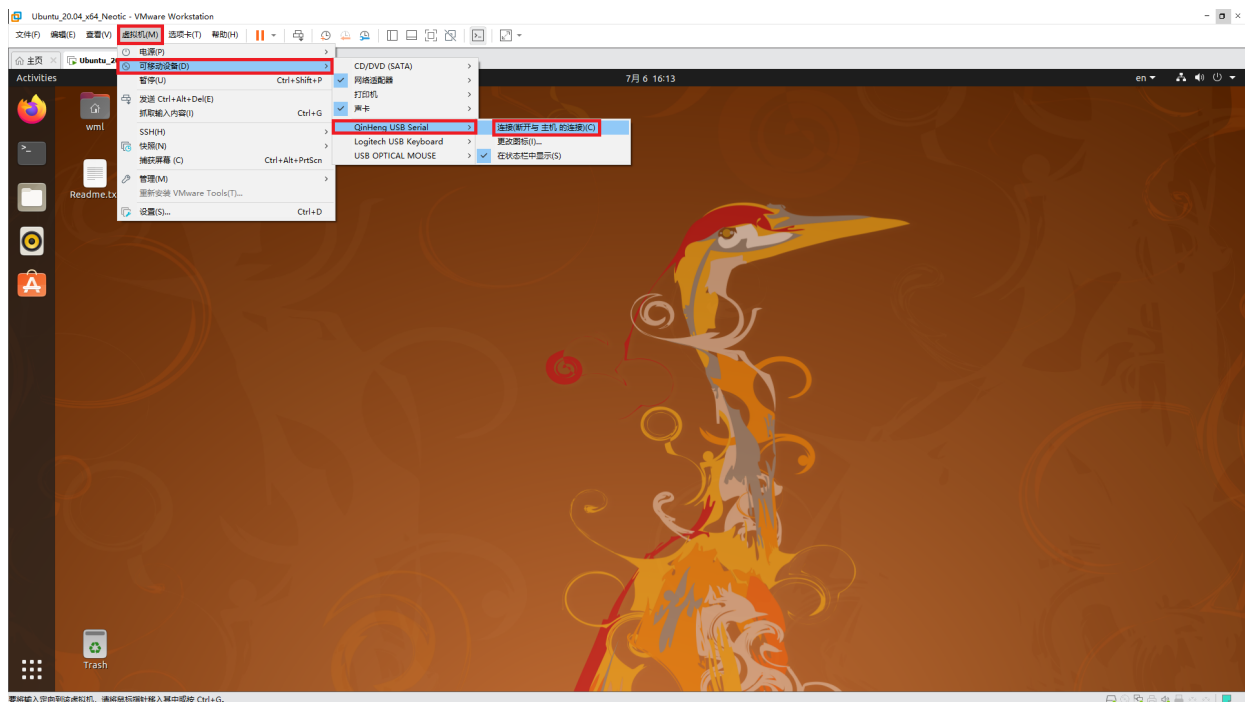 Ubuntu_20.04_x64_Neotic - VMware Workstation
文件(F) 编辑(E) 查看(V) 虚拟机(M) 选项卡(T) 帮助(H)
主页 Ubuntu_2
电源(P)
可移动设备(D)
暂停(U) Ctrl+Shift+P
发送 Ctrl+Alt+Del(E)
抓取输入内容(I) Ctrl+G
SSH(H)
快照(N)
捕获屏幕 (C) Ctrl+Alt+PrtScn
管理(M)
重新安装 VMware Tools(T)...
设置(S)... Ctrl+D
CD/DVD (SATA)
网络适配器
打印机
声卡
QinHeng USB Serial
Logitech USB Keyboard
USB OPTICAL MOUSE
连接(断开与 主机 的连接)(C)
更改图标(I)...
在状态栏中显示(S)
Activities
7月 6 16:13
en
wml
Readme.tx
Trash
要将输入定向到该虚拟机，请将鼠标指针移入其中或按 Ctrl+G。